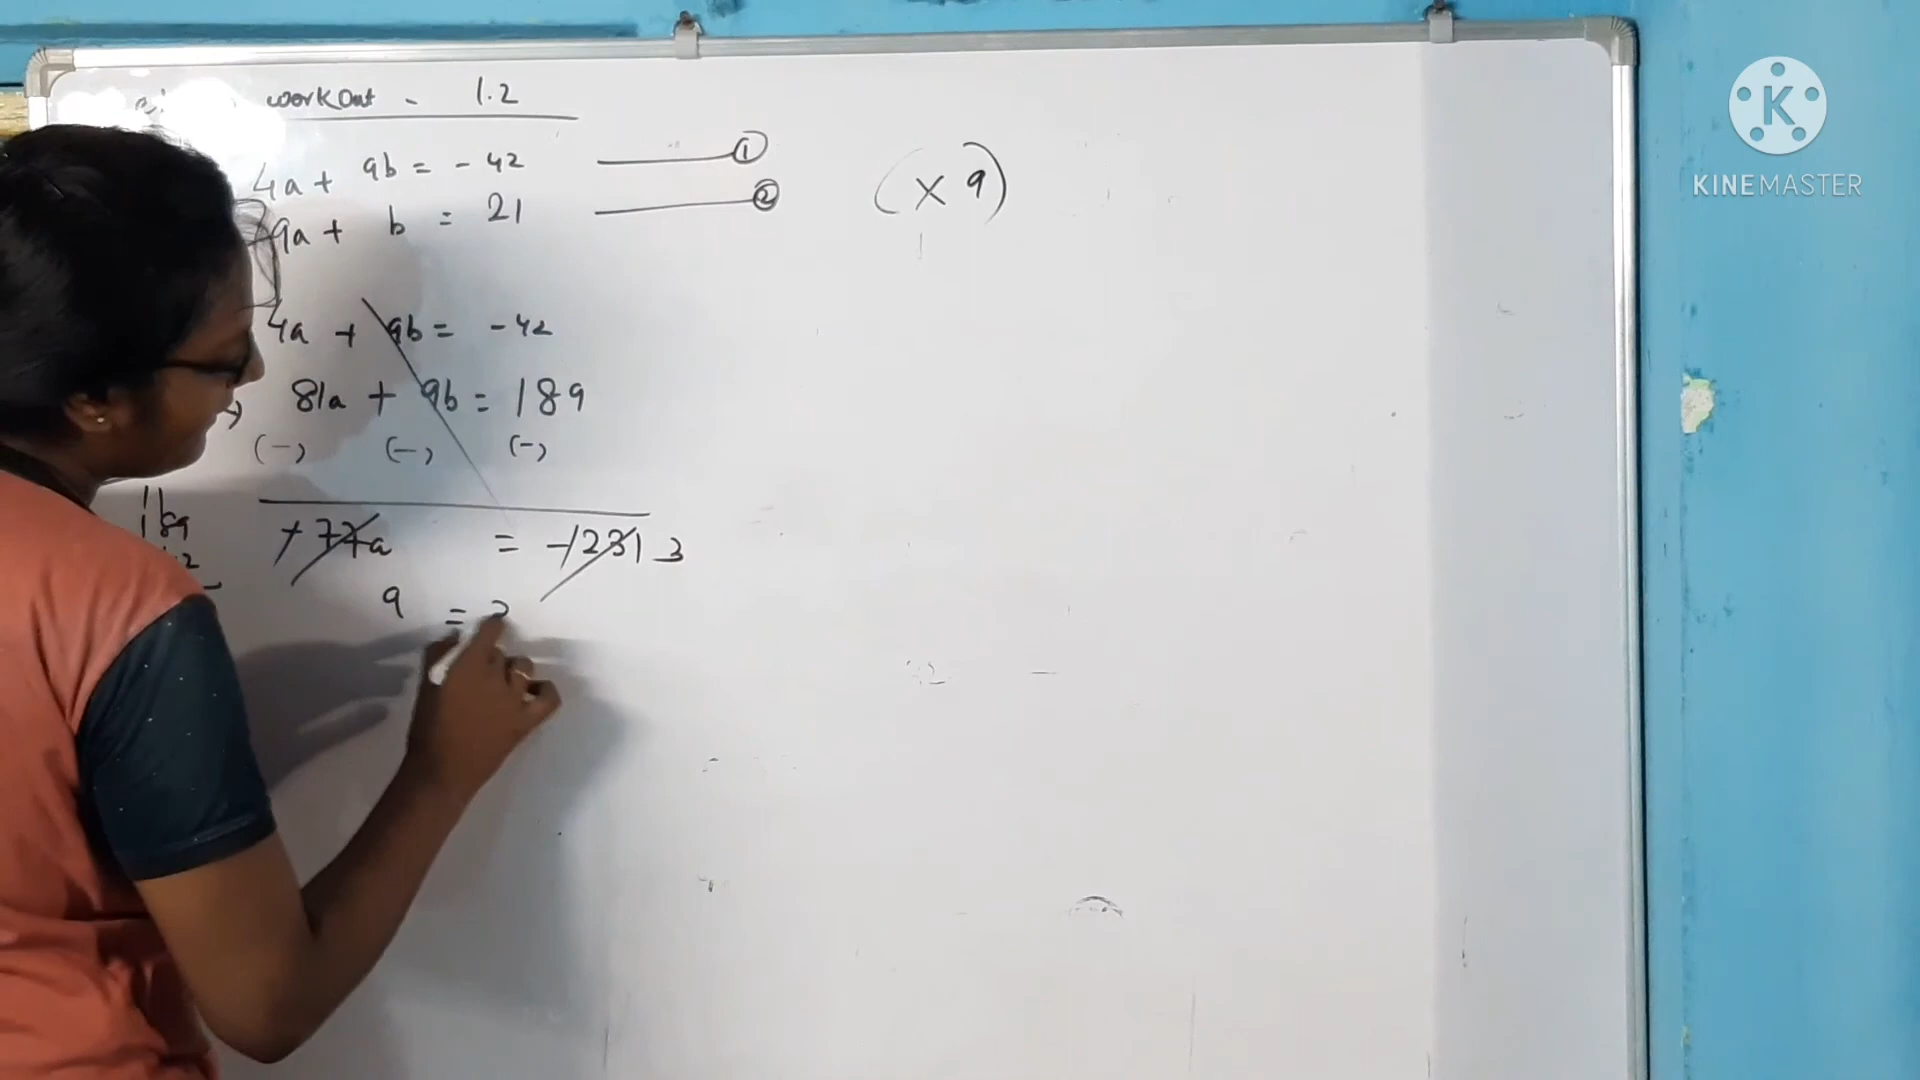 workout - 1.2
4a + 9b = - 42 ——— ①
9a + b = 21 ——— ② (× 9)
4a + 9b = - 42
81a + 9b = 189
(-) (-) (-)
189
+77a = -231 3
a = 3
KINEMASTER